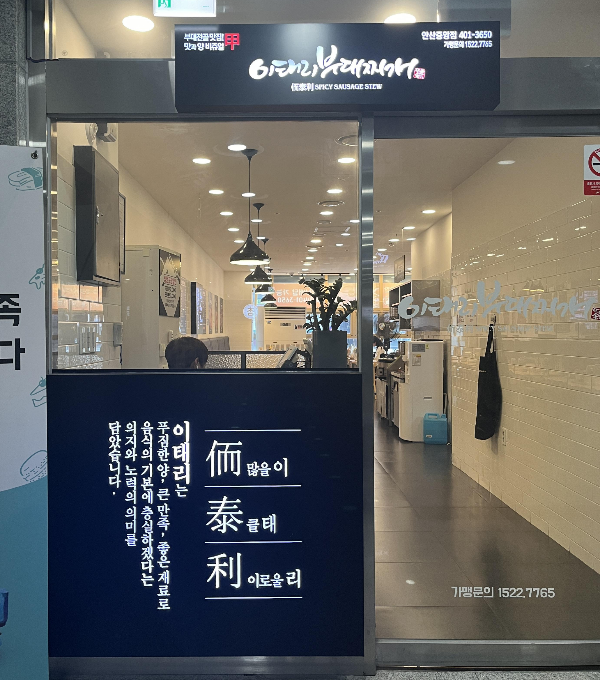 부대전골 맛집!
맛과 양 비쥬얼 甲
안산중앙점 401-3650
가맹문의 1522.7765
이태리부대찌개
侕泰利 SPICY SAUSAGE STEW
이태리부대찌개
족
다
侕 많을 이
泰 클 태
利 이로울 리
이태리는
푸짐한 양, 큰 만족, 좋은 재료로
음식의 기본에 충실하겠다는
의지와 노력의 의미를
담았습니다.
가맹문의 1522.7765